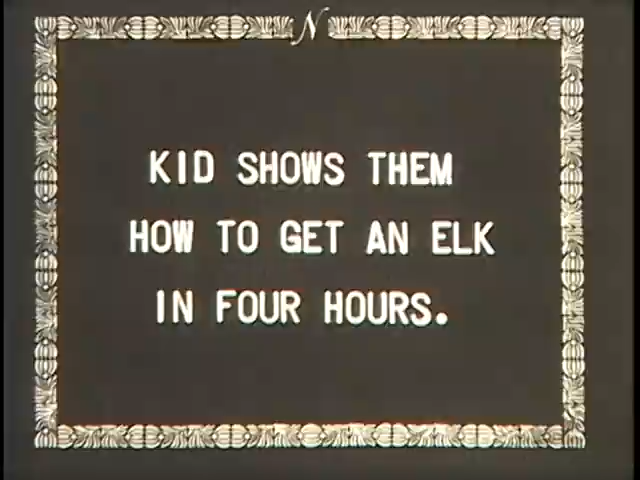 N
KID SHOWS THEM
HOW TO GET AN ELK
IN FOUR HOURS.